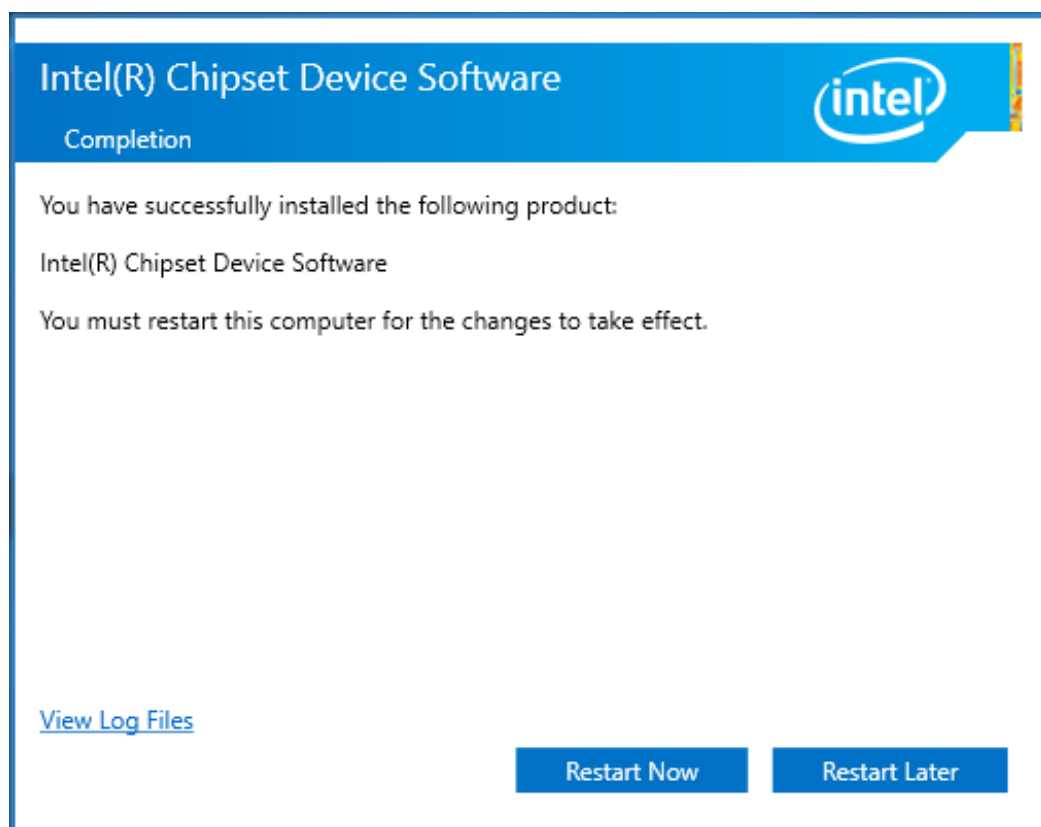 Intel(R) Chipset Device Software
intel
Completion
You have successfully installed the following product:
Intel(R) Chipset Device Software
You must restart this computer for the changes to take effect.
View Log Files
Restart Now
Restart Later